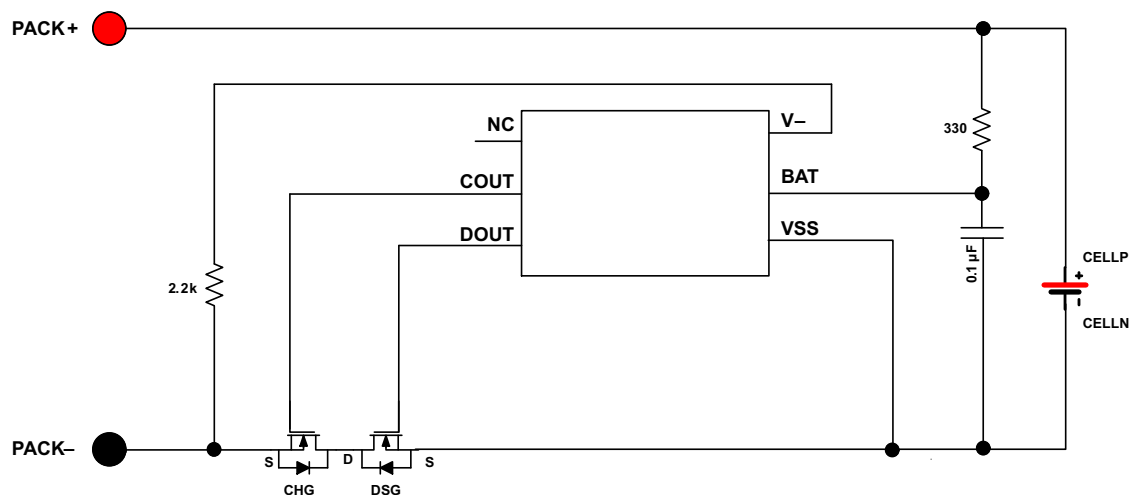 PACK+
NC
V–
330
COUT
BAT
DOUT
VSS
0.1 µF
CELLP
+
2.2k
–
CELLN
PACK–
S
D
S
CHG
DSG